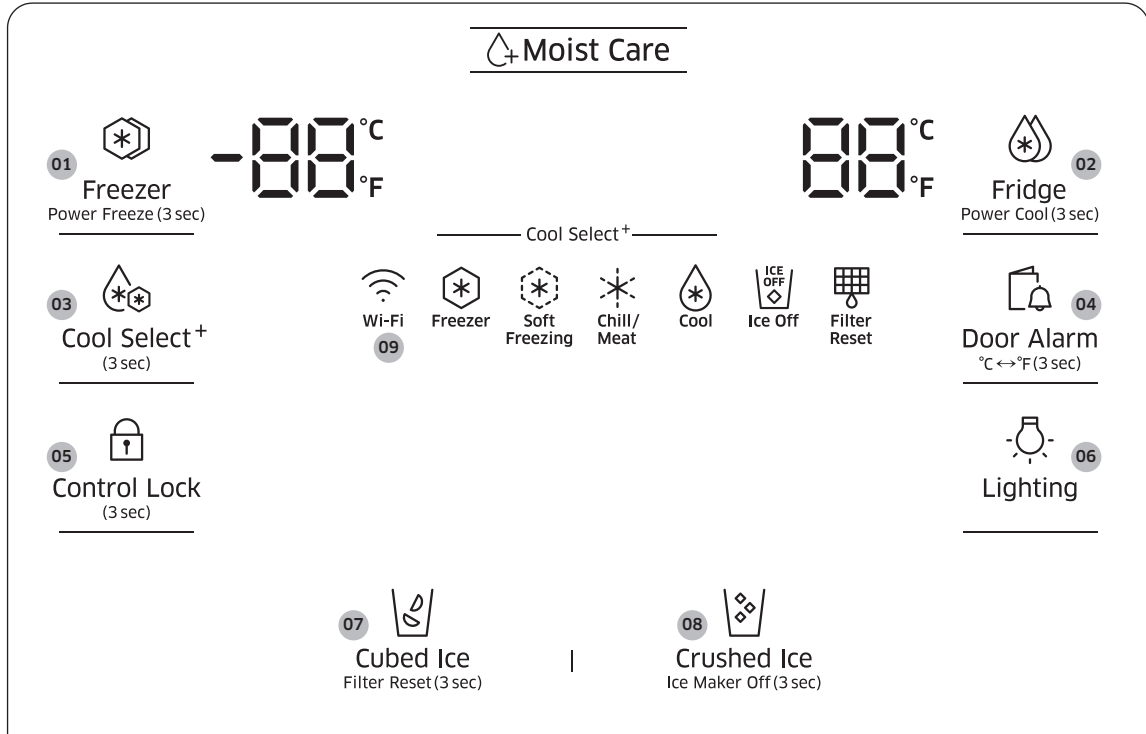 Moist Care
-88 °C
°F
88 °C
°F
01
Freezer
Power Freeze (3 sec)
02
Fridge
Power Cool (3 sec)
Cool Select+
03
Cool Select+
(3 sec)
Wi-Fi
09
Freezer
Soft
Freezing
Chill/
Meat
Cool
ICE
OFF
Ice Off
Filter
Reset
04
Door Alarm
°C ↔ °F (3 sec)
05
Control Lock
(3 sec)
06
Lighting
07
Cubed Ice
Filter Reset (3 sec)
08
Crushed Ice
Ice Maker Off (3 sec)